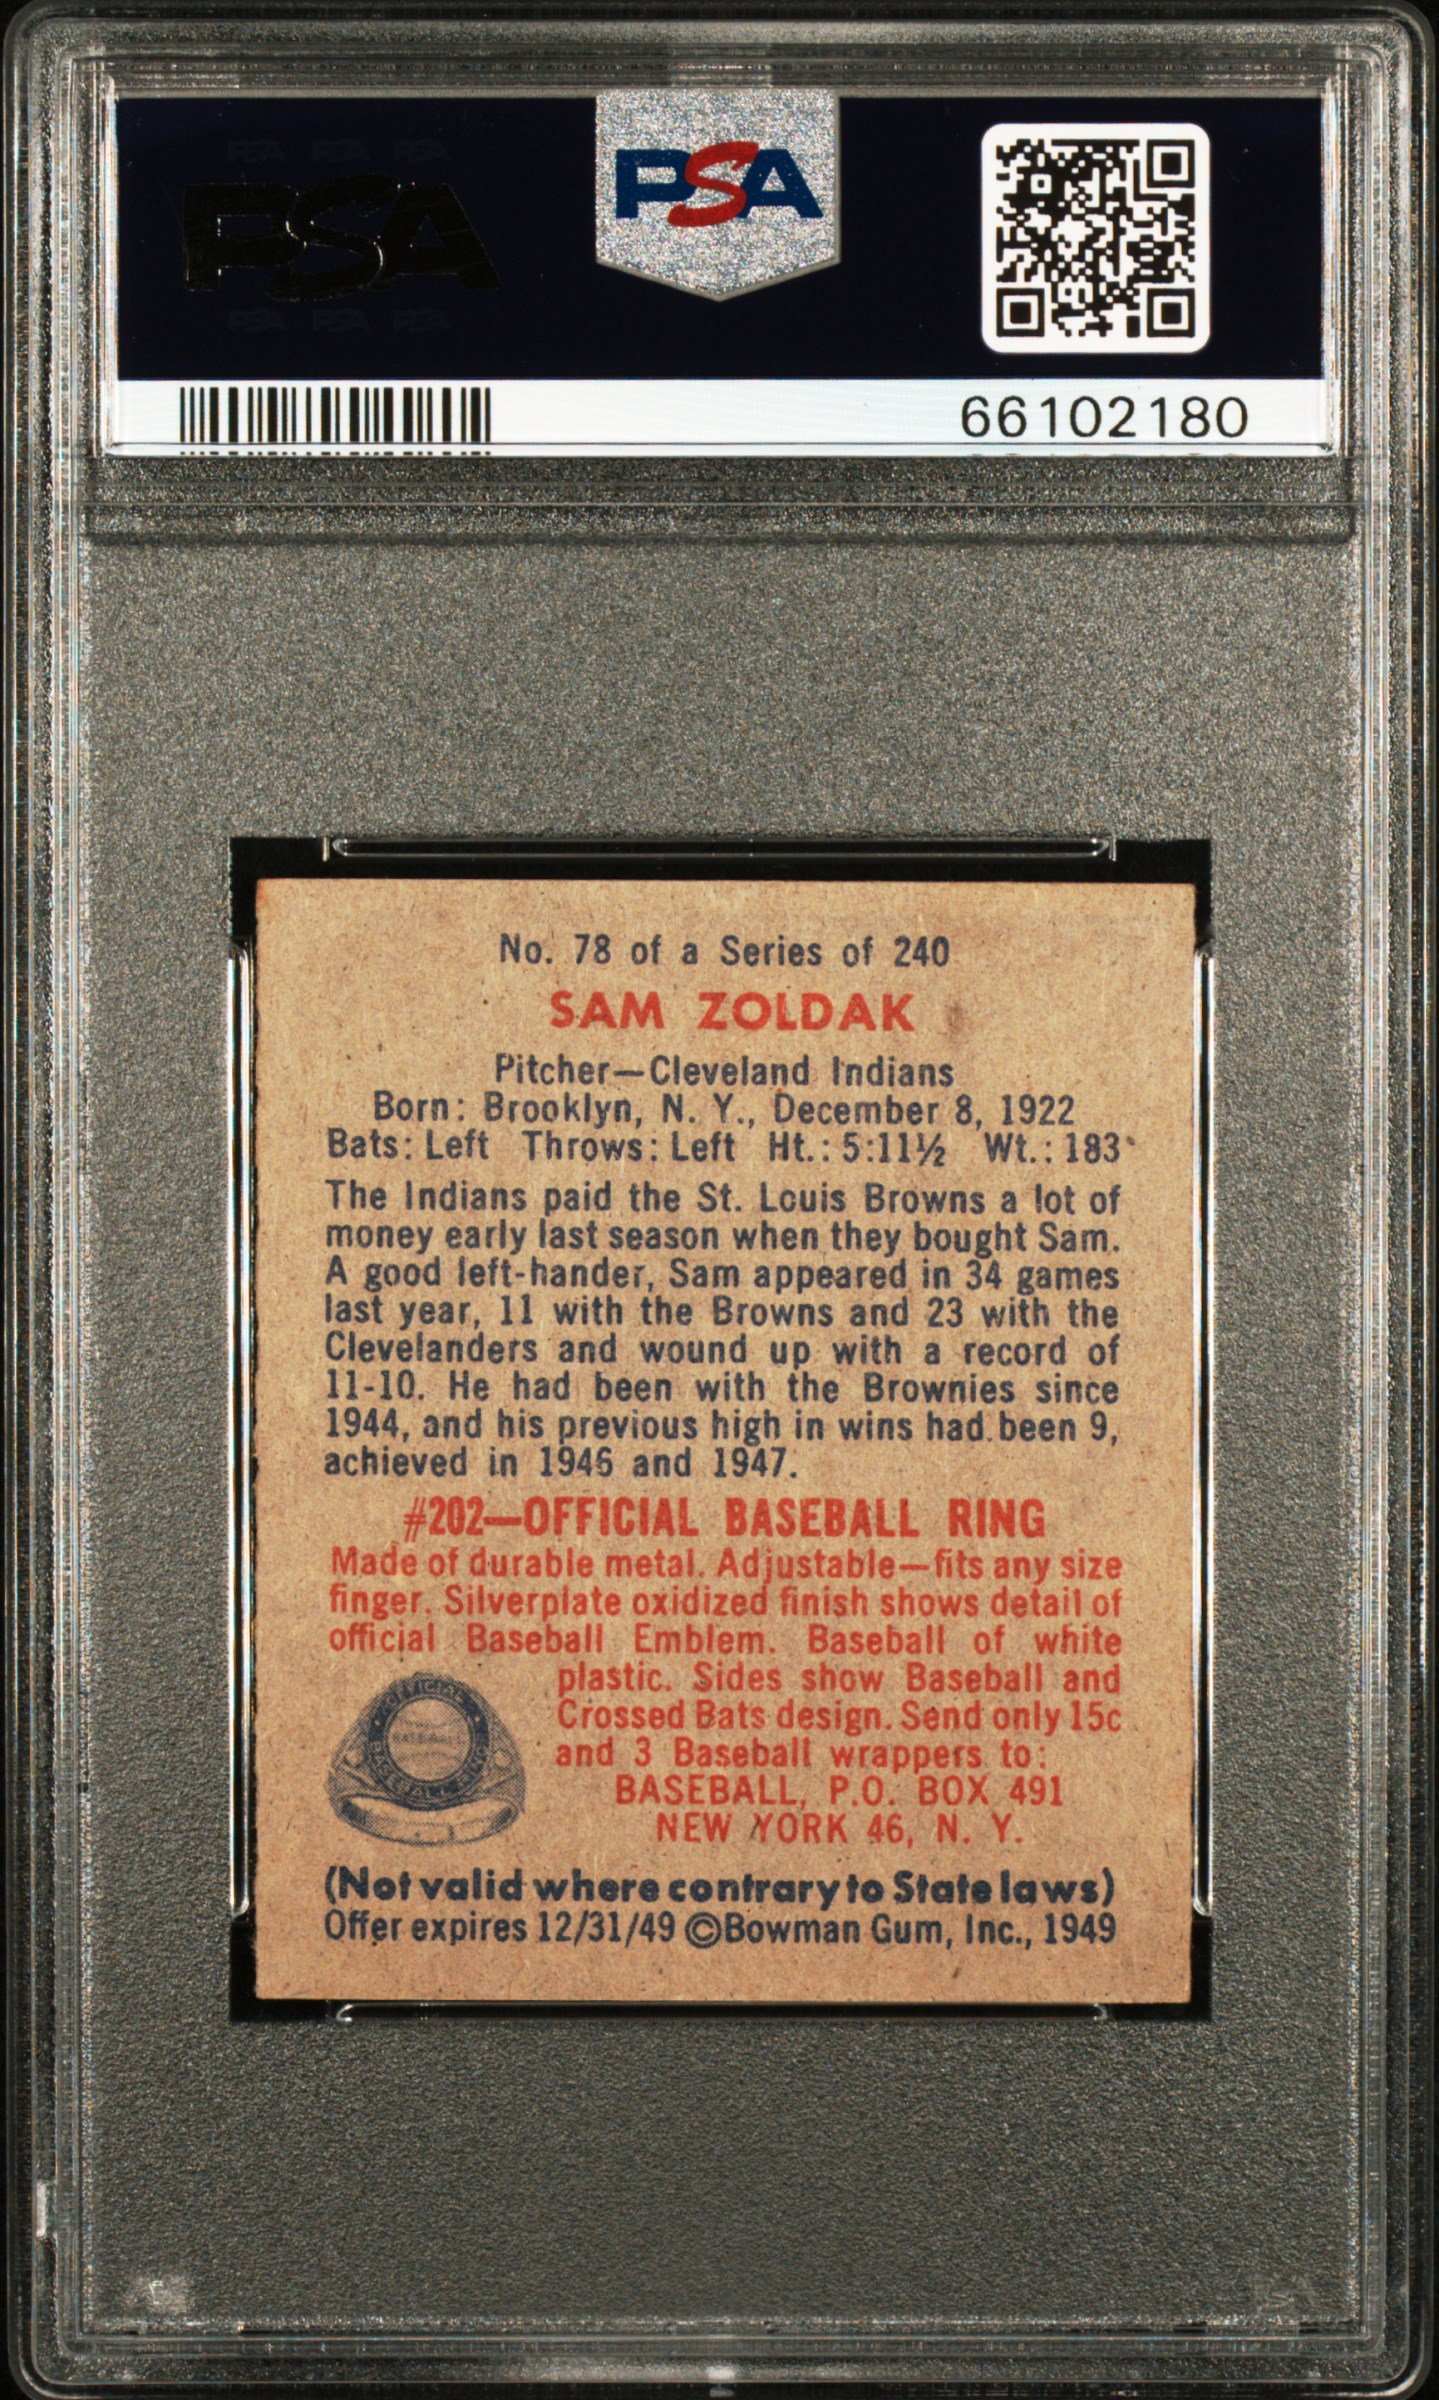 PSA PSA PSA
PSA
PSA PSA PSA
PSA
66102180
No. 78 of a Series of 240
SAM ZOLDAK
Pitcher—Cleveland Indians
Born: Brooklyn, N. Y., December 8, 1922
Bats: Left Throws: Left Ht.: 5:11½ Wt.: 183
The Indians paid the St. Louis Browns a lot of
money early last season when they bought Sam.
A good left-hander, Sam appeared in 34 games
last year, 11 with the Browns and 23 with the
Clevelanders and wound up with a record of
11-10. He had been with the Brownies since
1944, and his previous high in wins had been 9,
achieved in 1946 and 1947.
#202—OFFICIAL BASEBALL RING
Made of durable metal. Adjustable—fits any size
finger. Silverplate oxidized finish shows detail of
official Baseball Emblem. Baseball of white
plastic. Sides show Baseball and
Crossed Bats design. Send only 15c
and 3 Baseball wrappers to:
BASEBALL, P.O. BOX 491
NEW YORK 46, N. Y.
OFFICIAL
(Not valid where contrary to State laws)
Offer expires 12/31/49 ©Bowman Gum, Inc., 1949